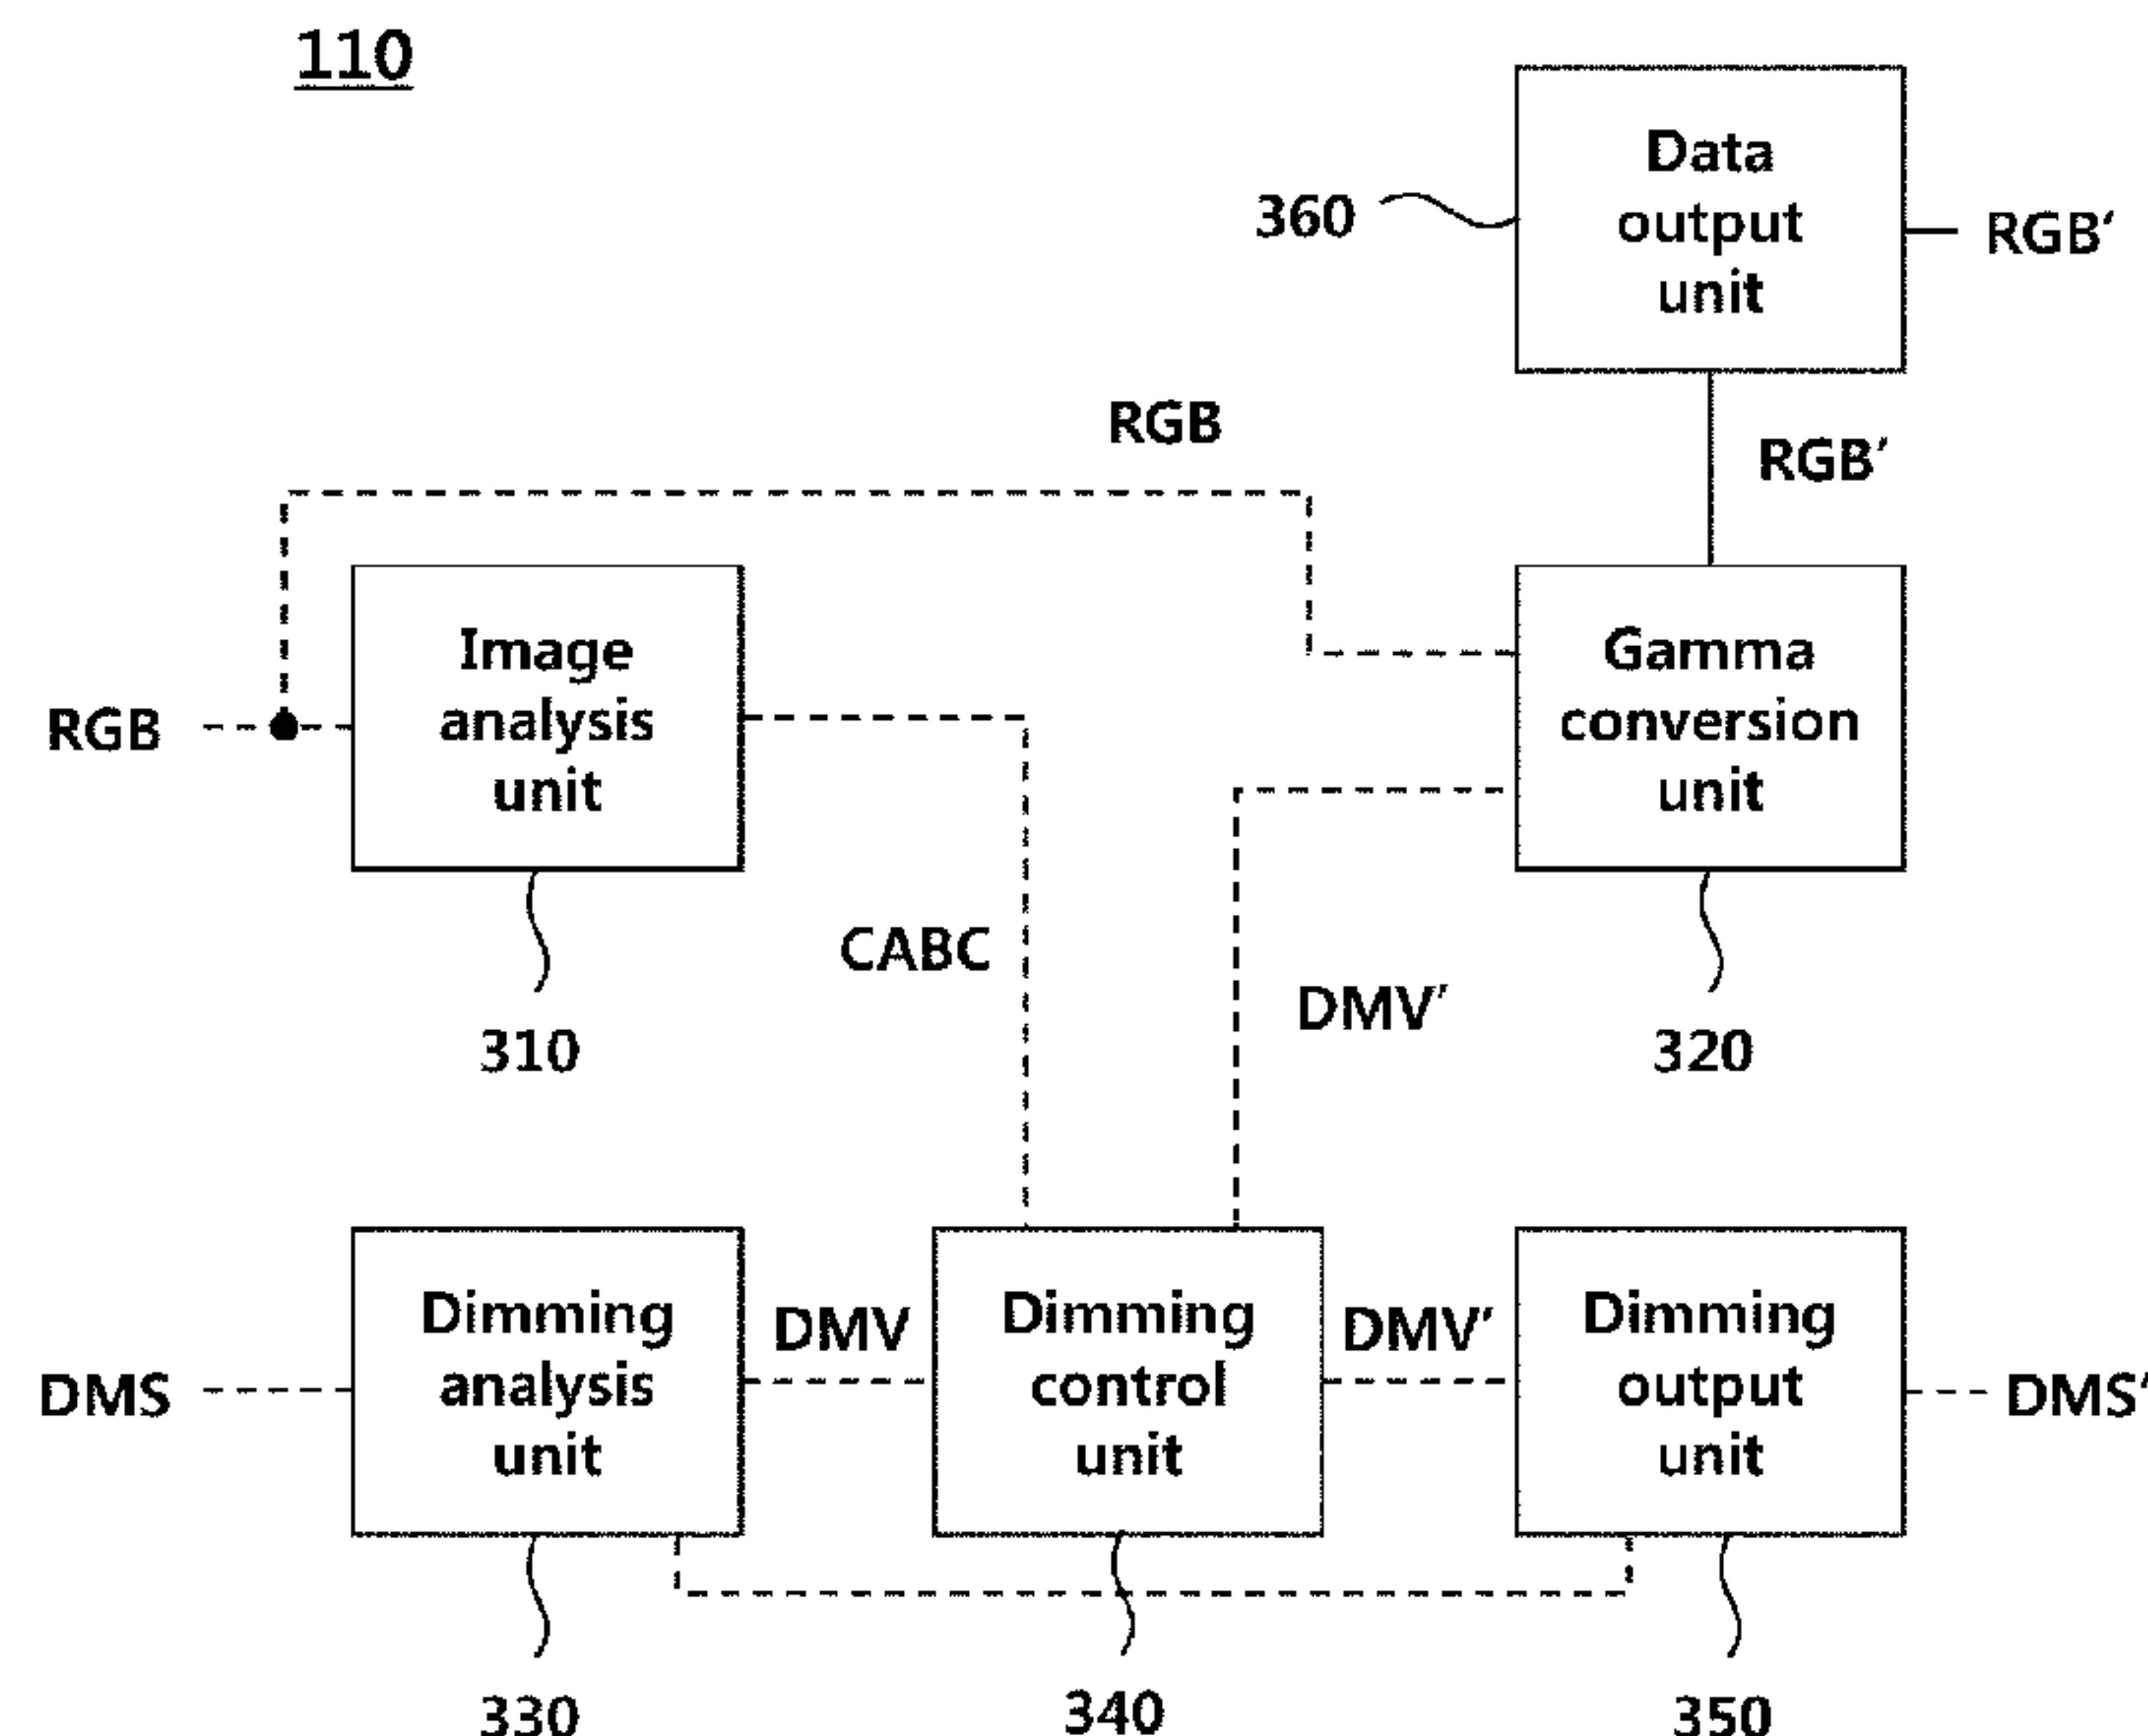 110
Data
output
unit
360
RGB‘
RGB
RGB′
Image
analysis
unit
Gamma
conversion
unit
RGB
CABC
DMV′
310
320
Dimming
analysis
unit
DMV
Dimming
control
unit
DMV′
Dimming
output
unit
DMS
DMS‘
330
340
350